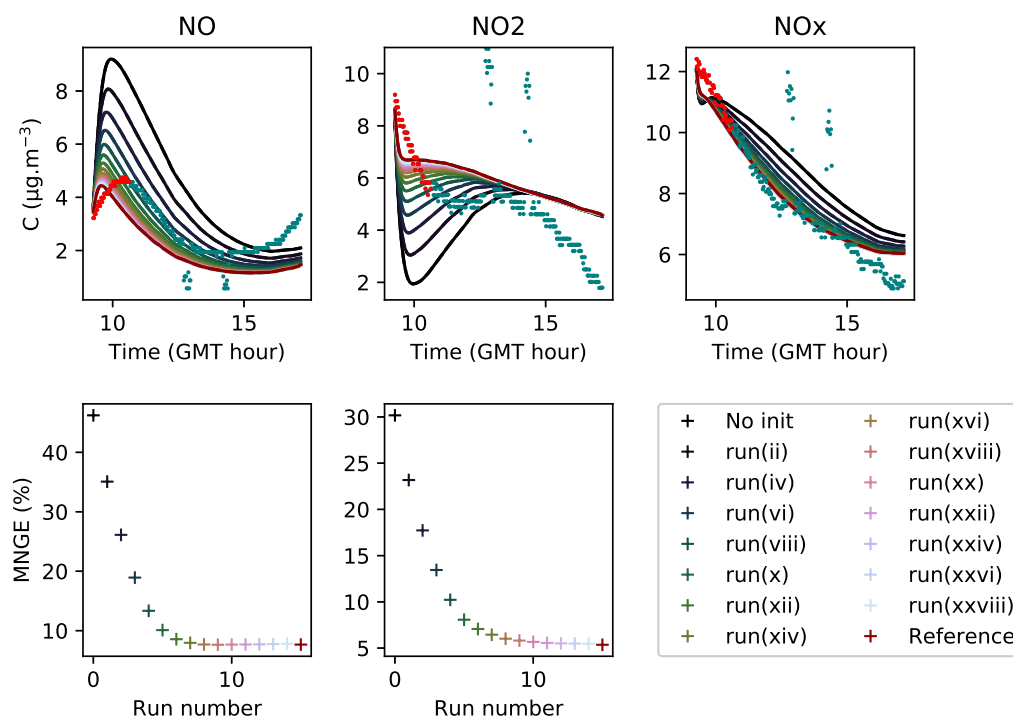 NO
NO2
NOx
C (µg.m−3)
8
6
4
2
10
8
6
4
2
12
10
8
6
10
15
10
15
10
15
Time (GMT hour)
Time (GMT hour)
Time (GMT hour)
MNGE (%)
40
30
20
10
30
25
20
15
10
5
0
10
0
10
Run number
Run number
No init
run(ii)
run(iv)
run(vi)
run(viii)
run(x)
run(xii)
run(xiv)
run(xvi)
run(xviii)
run(xx)
run(xxii)
run(xxiv)
run(xxvi)
run(xxviii)
Reference